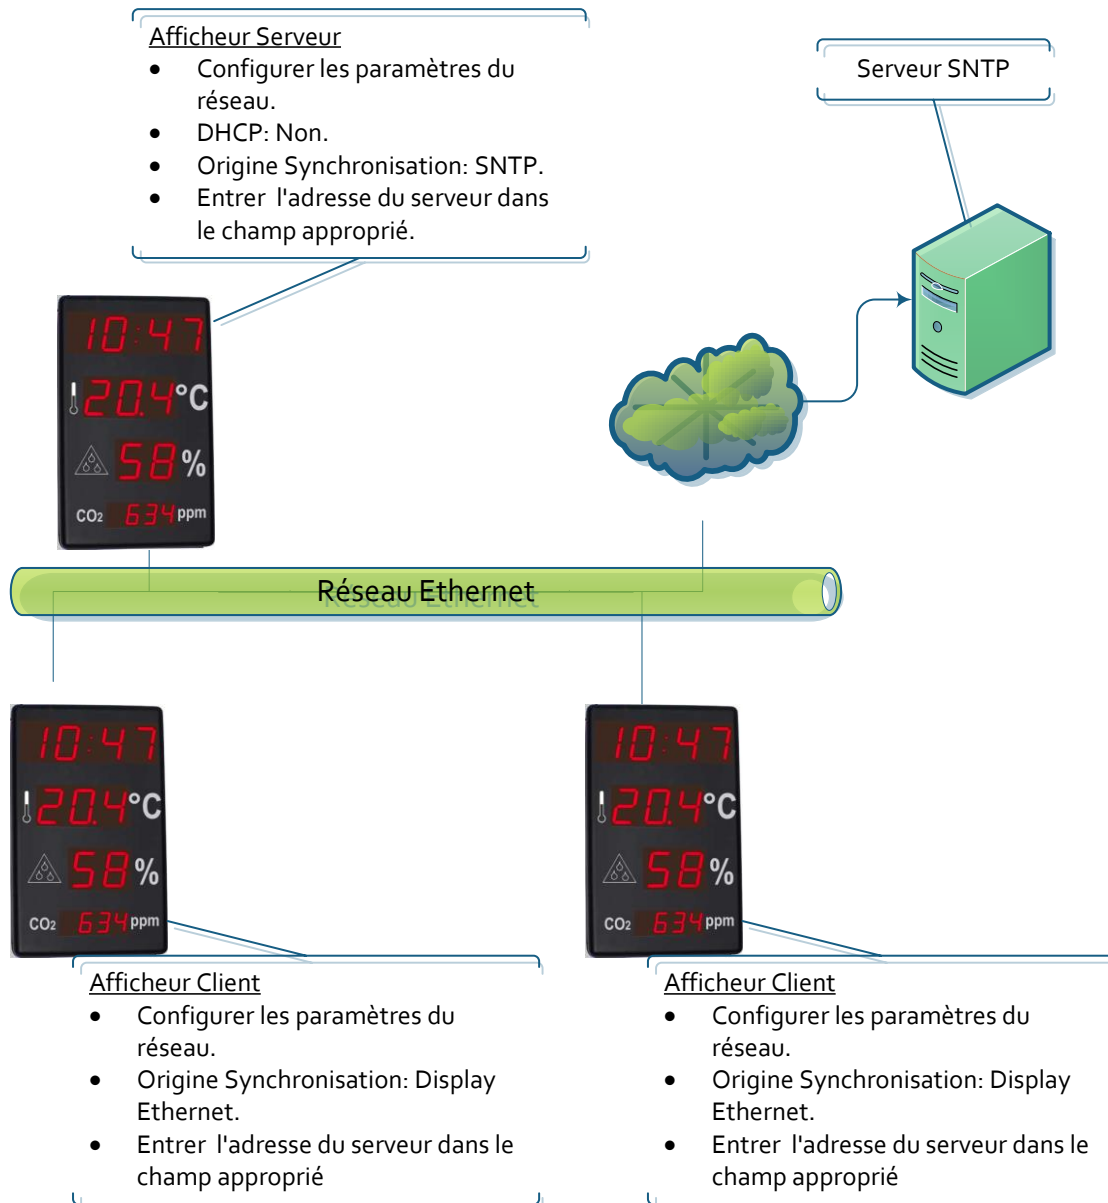 Afficheur Serveur
• Configurer les paramètres du
réseau.
• DHCP: Non.
• Origine Synchronisation: SNTP.
• Entrer l'adresse du serveur dans
le champ approprié.
Serveur SNTP
10:47
20.4°C
58%
CO2 634 ppm
Réseau Ethernet
10:47
20.4°C
58%
CO2 634 ppm
10:47
20.4°C
58%
CO2 634 ppm
Afficheur Client
• Configurer les paramètres du
réseau.
• Origine Synchronisation: Display
Ethernet.
• Entrer l'adresse du serveur dans le
champ approprié
Afficheur Client
• Configurer les paramètres du
réseau.
• Origine Synchronisation: Display
Ethernet.
• Entrer l'adresse du serveur dans le
champ approprié